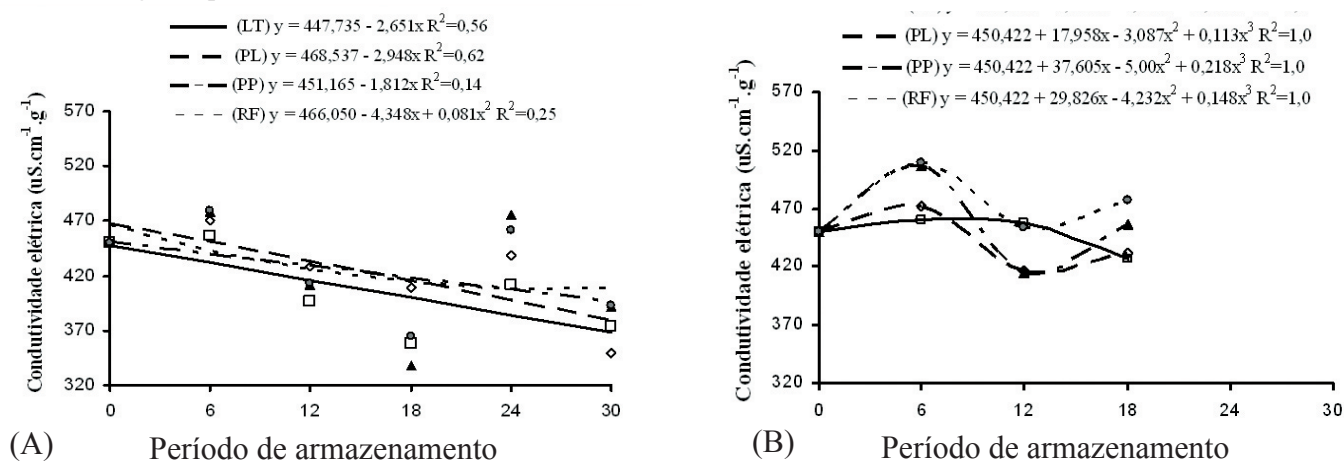 (LT) y = 447,735 - 2,651x R²=0,56
(PL) y = 468,537 - 2,948x R²=0,62
(PP) y = 451,165 - 1,812x R²=0,14
(RF) y = 466,050 - 4,348x + 0,081x² R²=0,25
Condutividade elétrica (uS.cm⁻¹.g⁻¹)
570
520
470
420
370
320
0 6 12 18 24 30
(A) Período de armazenamento
(PL) y = 450,422 + 17,958x - 3,087x² + 0,113x³ R²=1,0
(PP) y = 450,422 + 37,605x - 5,00x² + 0,218x³ R²=1,0
(RF) y = 450,422 + 29,826x - 4,232x² + 0,148x³ R²=1,0
Condutividade elétrica (uS.cm⁻¹.g⁻¹)
570
520
470
420
370
320
0 6 12 18 24 30
(B) Período de armazenamento